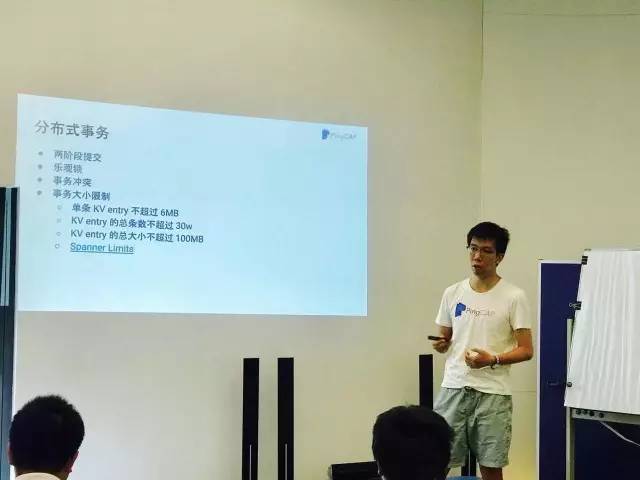 分布式事务
PingCAP
两阶段提交
乐观锁
事务冲突
事务大小限制
单条 KV entry 不超过 6MB
KV entry 的总条数不超过 30w
KV entry 的总大小不超过 100MB
Spanner Limits
PingCAP